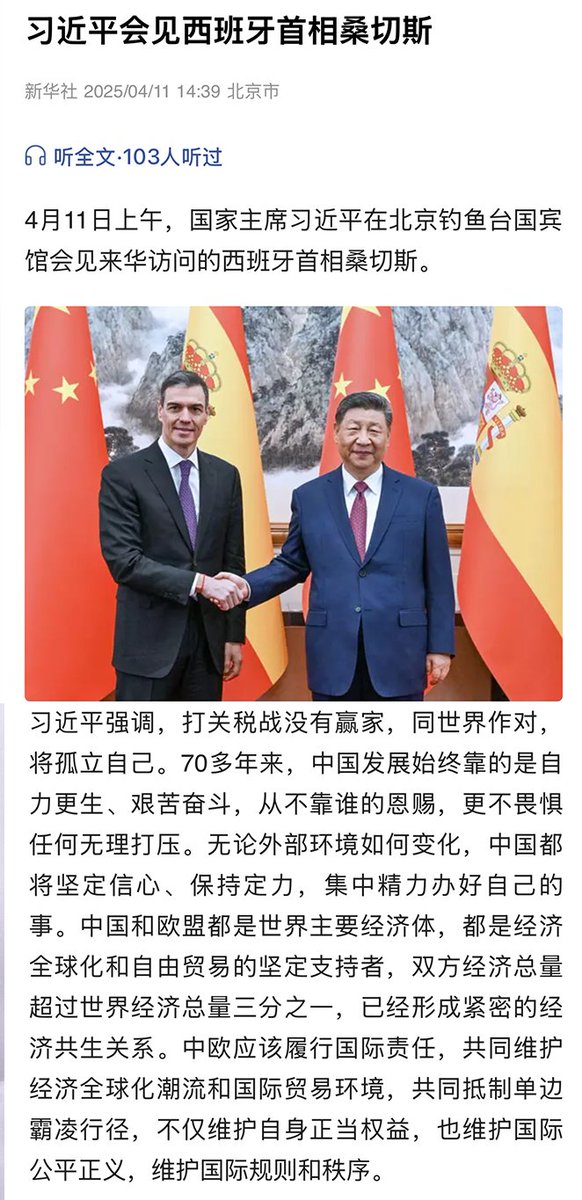 习近平会见西班牙首相桑切斯
新华社 2025/04/11 14:39 北京市
听全文·103人听过
4月11日上午，国家主席习近平在北京钓鱼台国宾
馆会见来华访问的西班牙首相桑切斯。
习近平强调，打关税战没有赢家，同世界作对，
将孤立自己。70多年来，中国发展始终靠的是自
力更生、艰苦奋斗，从不靠谁的恩赐，更不畏惧
任何无理打压。无论外部环境如何变化，中国都
将坚定信心、保持定力，集中精力办好自己的
事。中国和欧盟都是世界主要经济体，都是经济
全球化和自由贸易的坚定支持者，双方经济总量
超过世界经济总量三分之一，已经形成紧密的经
济共生关系。中欧应该履行国际责任，共同维护
经济全球化潮流和国际贸易环境，共同抵制单边
霸凌行径，不仅维护自身正当权益，也维护国际
公平正义，维护国际规则和秩序。